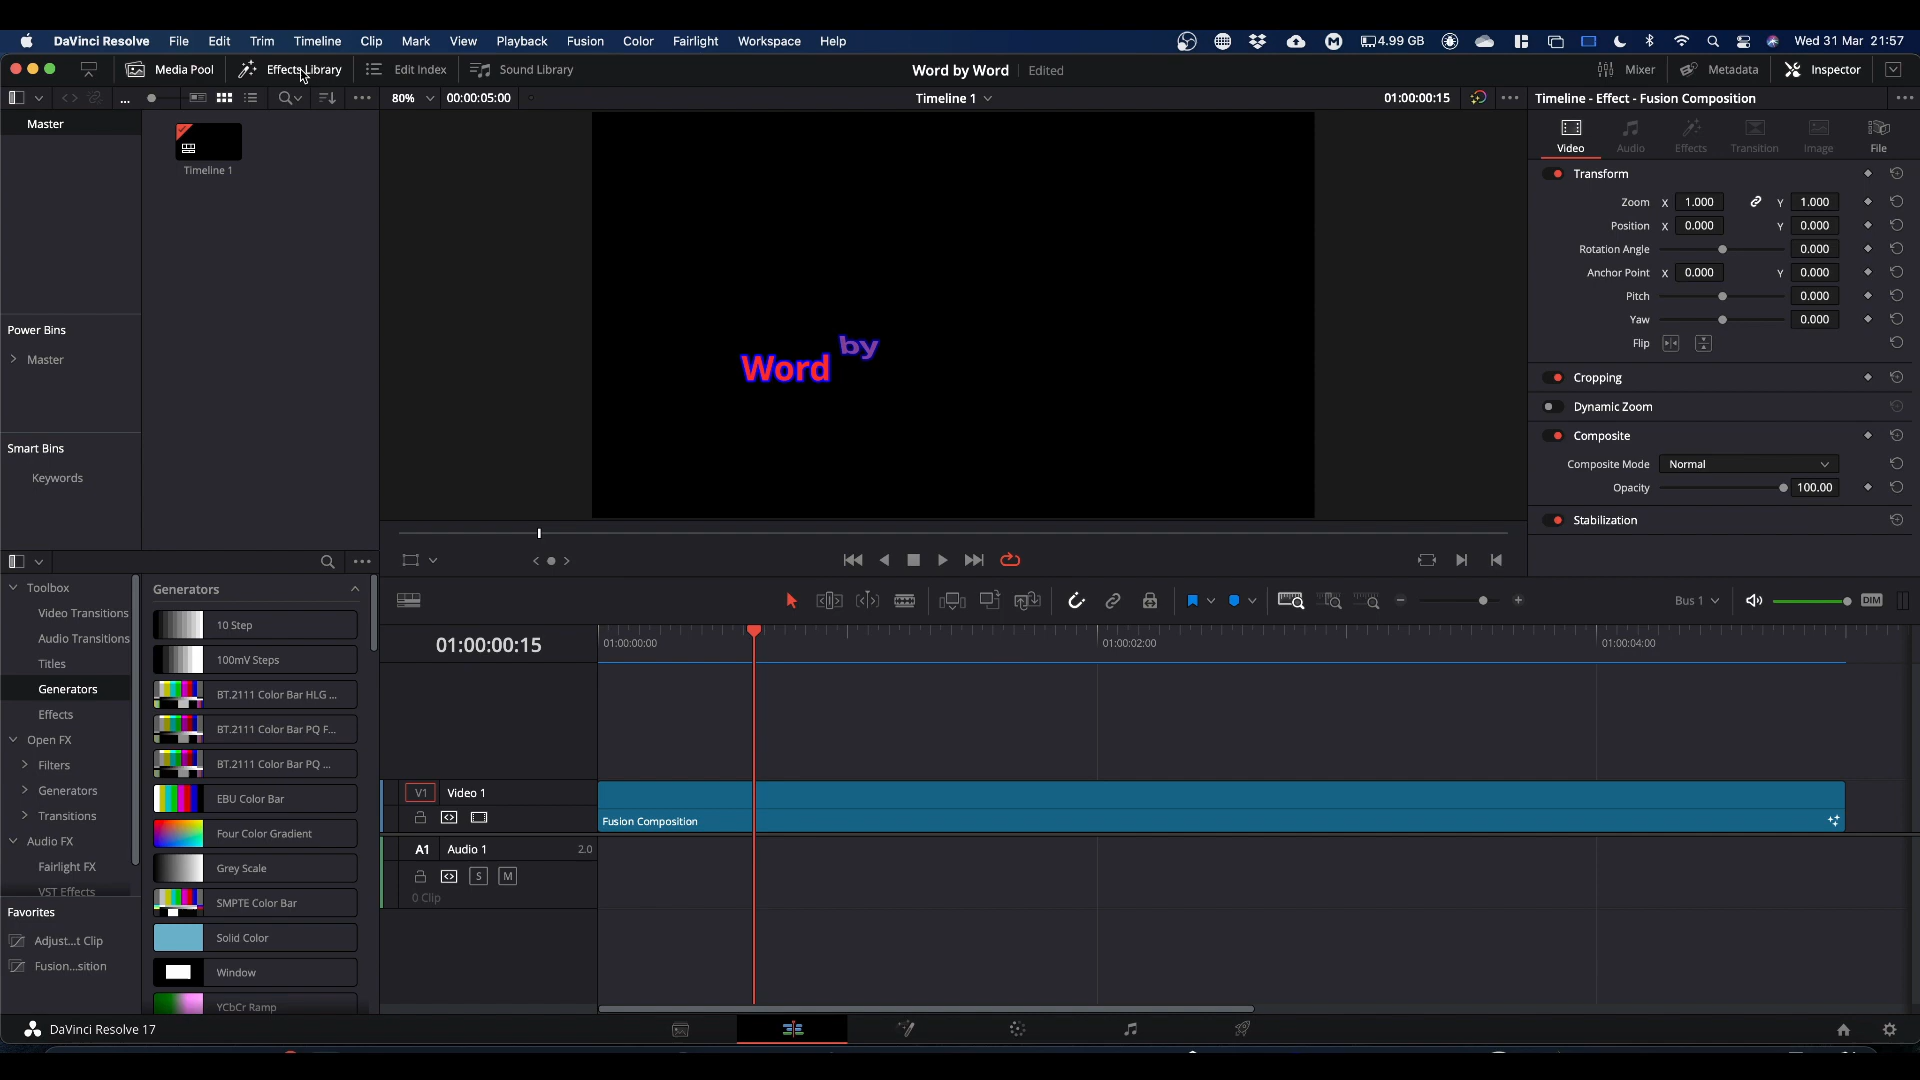 DaVinci Resolve File Edit Trim Timeline Clip Mark View Playback Fusion Color Fairlight Workspace Help 4.99 GB Wed 31 Mar 21:57
Media Pool Effects Library Edit Index Sound Library Word by Word Edited Mixer Metadata Inspector
... 80% 00:00:05:00 Timeline 1 01:00:00:15 Timeline - Effect - Fusion Composition
Master
Timeline 1
Power Bins
Master
Smart Bins
Keywords
Word by
Video Audio Effects Transition Image File
Transform
Zoom X 1.000 Y 1.000
Position X 0.000 Y 0.000
Rotation Angle 0.000
Anchor Point X 0.000 Y 0.000
Pitch 0.000
Yaw 0.000
Flip
Cropping
Dynamic Zoom
Composite
Composite Mode Normal
Opacity 100.00
Stabilization
Toolbox
Video Transitions
Audio Transitions
Titles
Generators
Effects
Open FX
Filters
Generators
Transitions
Audio FX
Fairlight FX
VST Effects
Favorites
Adjust...t Clip
Fusion...sition
Generators
10 Step
100mV Steps
BT.2111 Color Bar HLG ...
BT.2111 Color Bar PQ F...
BT.2111 Color Bar PQ ...
EBU Color Bar
Four Color Gradient
Grey Scale
SMPTE Color Bar
Solid Color
Window
YCbCr Ramp
Bus 1 DIM
01:00:00:15 01:00:00:00 01:00:02:00 01:00:04:00
V1 Video 1
Fusion Composition
A1 Audio 1 2.0
S M
0 Clip
DaVinci Resolve 17